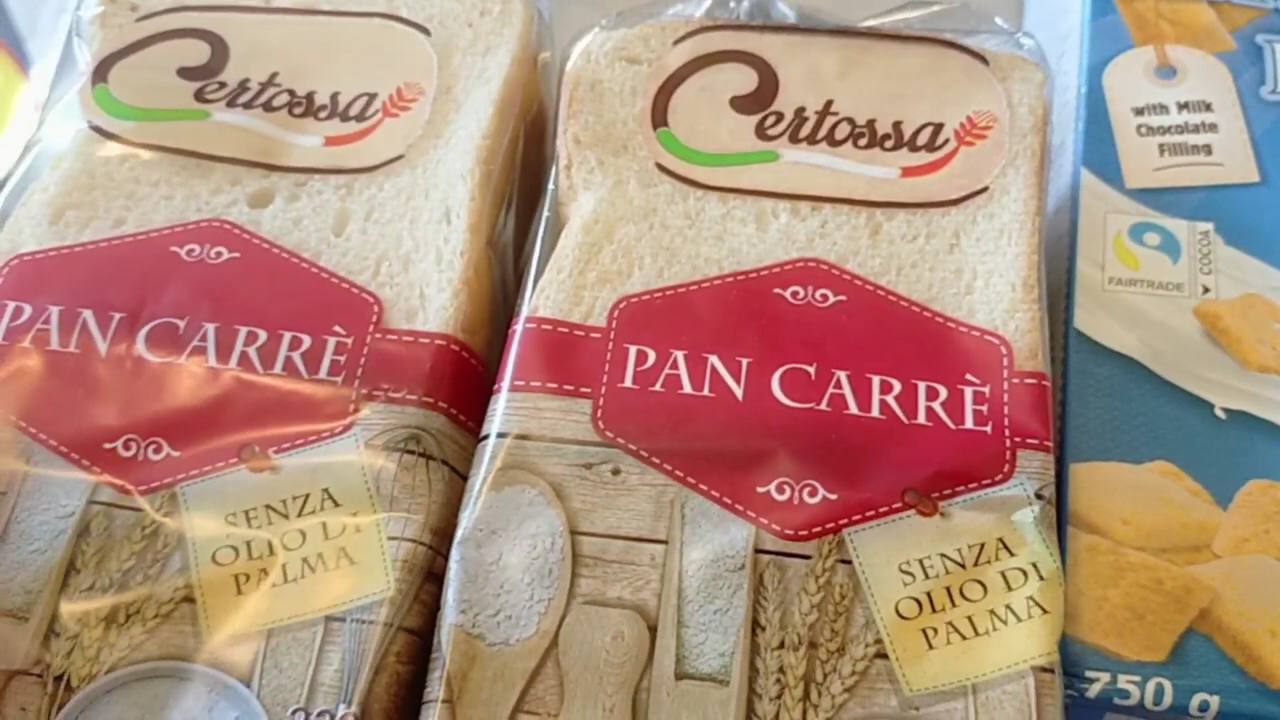 Certossa
PAN CARRÈ
SENZA
OLIO DI
PALMA
Certossa
PAN CARRÈ
SENZA
OLIO DI
PALMA
with Milk
Chocolate
Filling
FAIRTRADE
COCOA
750 g